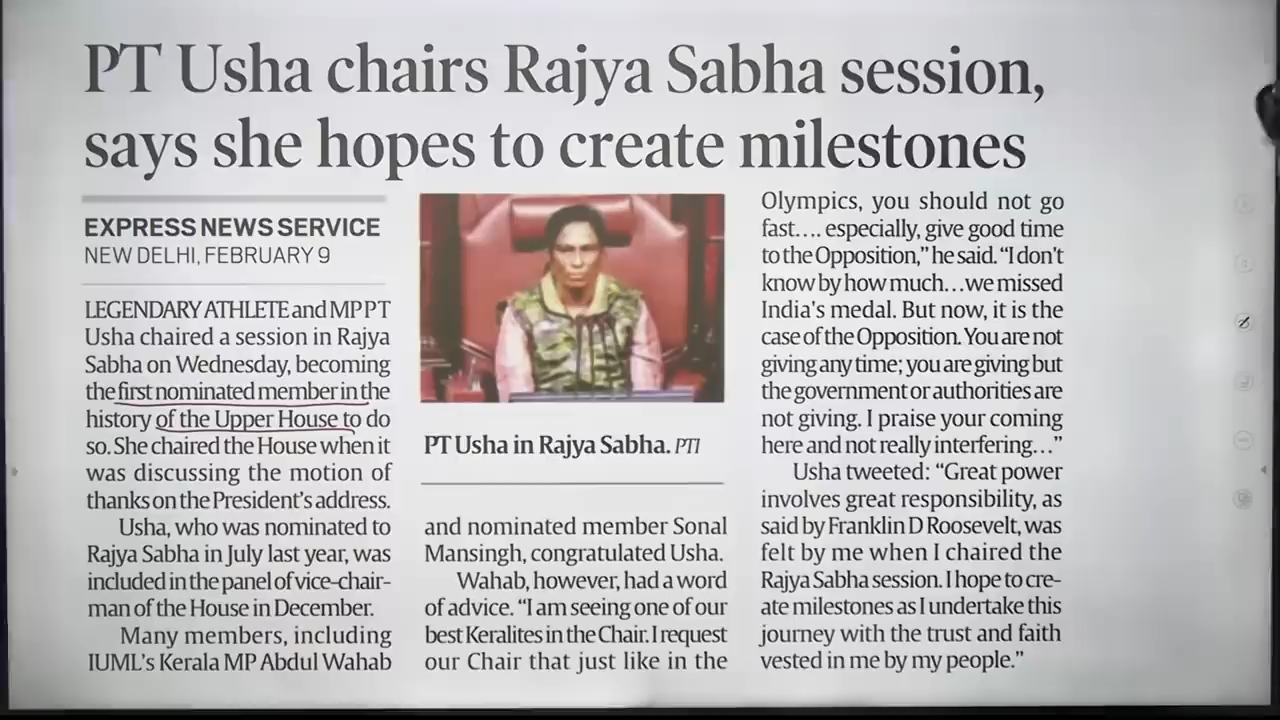 PT Usha chairs Rajya Sabha session,
says she hopes to create milestones
EXPRESS NEWS SERVICE
NEW DELHI, FEBRUARY 9
LEGENDARY ATHLETE and MP PT
Usha chaired a session in Rajya
Sabha on Wednesday, becoming
the first nominated member in the
history of the Upper House to do
so. She chaired the House when it
was discussing the motion of
thanks on the President's address.
Usha, who was nominated to
Rajya Sabha in July last year, was
included in the panel of vice-chair-
man of the House in December.
Many members, including
IUML's Kerala MP Abdul Wahab
PT Usha in Rajya Sabha. PTI
and nominated member Sonal
Mansingh, congratulated Usha.
Wahab, however, had a word
of advice. “I am seeing one of our
best Keralites in the Chair. I request
our Chair that just like in the
Olympics, you should not go
fast.... especially, give good time
to the Opposition,” he said. “I don't
know by how much...we missed
India's medal. But now, it is the
case of the Opposition. You are not
giving any time; you are giving but
the government or authorities are
not giving. I praise your coming
here and not really interfering...”
Usha tweeted: “Great power
involves great responsibility, as
said by Franklin D Roosevelt, was
felt by me when I chaired the
Rajya Sabha session. I hope to cre-
ate milestones as I undertake this
journey with the trust and faith
vested in me by my people.”